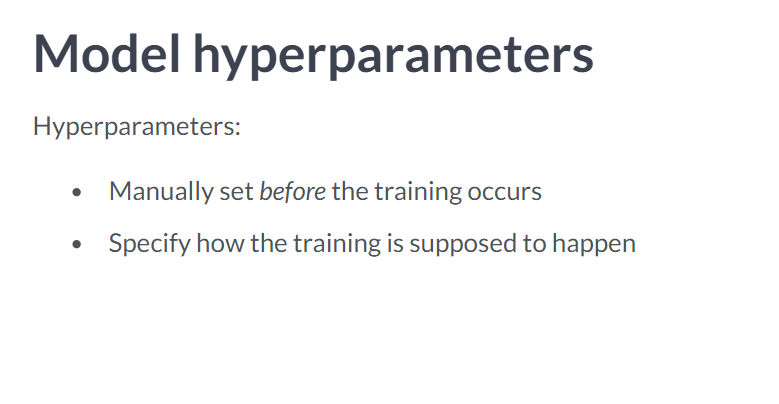 Model hyperparameters
Hyperparameters:
• Manually set before the training occurs
• Specify how the training is supposed to happen